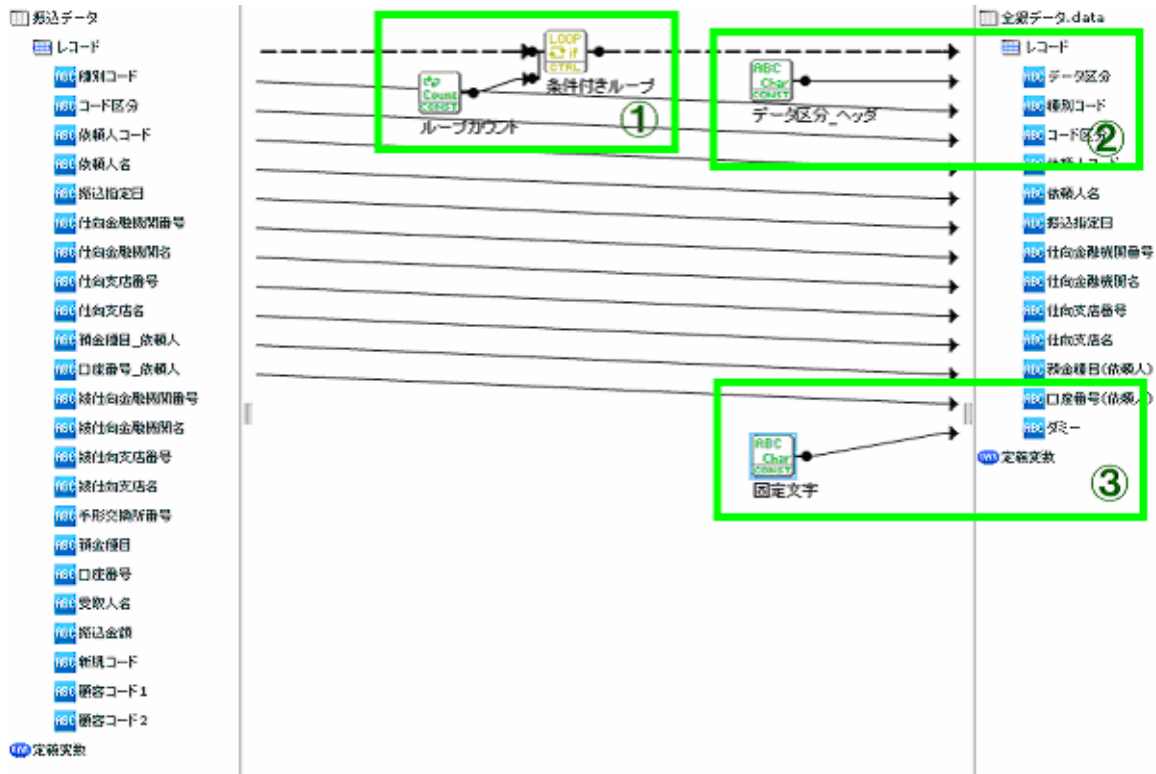 振込データ
レコード
種別コード
コード区分
依頼人コード
依頼人名
振込指定日
仕向金融機関番号
仕向金融機関名
仕向支店番号
仕向支店名
預金種目_依頼人
口座番号_依頼人
被仕向金融機関番号
被仕向金融機関名
被仕向支店番号
被仕向支店名
手形交換所番号
預金種目
口座番号
受取人名
振込金額
新規コード
顧客コード1
顧客コード2
定義変数
LOOP
if
CTRL
条件付きループ
Count
CONST
ループカウント
①
ABC
Char
CONST
データ区分_ヘッダ
②
ABC
Char
CONST
固定文字
③
全銀データ.data
レコード
データ区分
種別コード
コード区分
依頼人コード
依頼人名
振込指定日
仕向金融機関番号
仕向金融機関名
仕向支店番号
仕向支店名
預金種目(依頼人)
口座番号(依頼人)
ダミー
定義変数